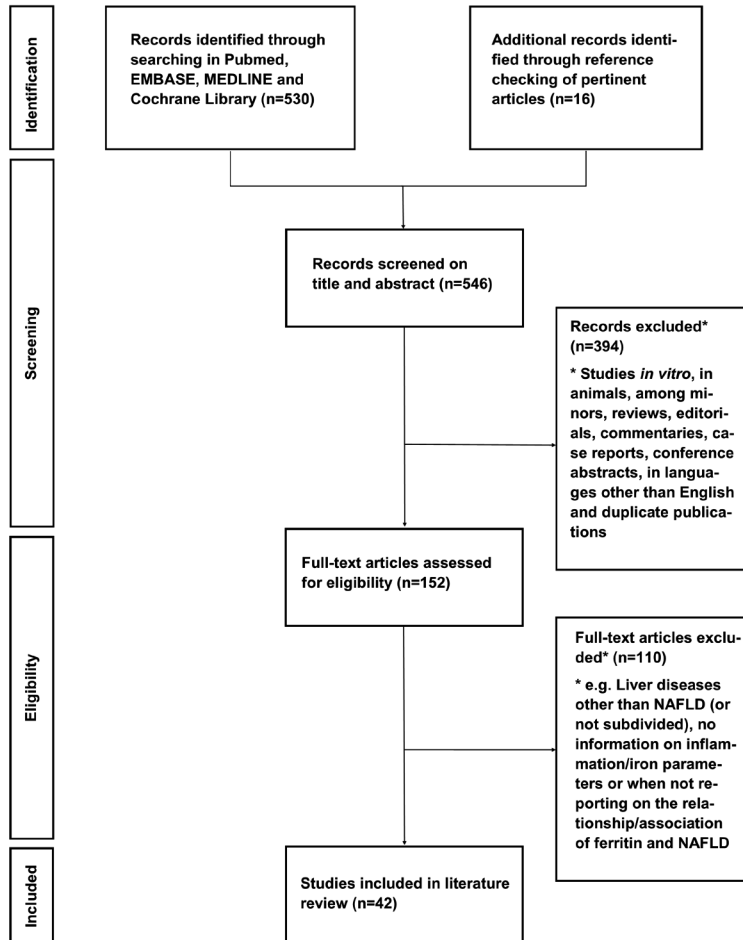 Identification
Records identified through
searching in Pubmed,
EMBASE, MEDLINE and
Cochrane Library (n=530)
Additional records identi-
fied through reference
checking of pertinent
articles (n=16)
Screening
Records screened on
title and abstract (n=546)
Records excluded*
(n=394)
* Studies in vitro, in
animals, among mi-
nors, reviews, editori-
als, commentaries, ca-
se reports, conference
abstracts, in langua-
ges other than English
and duplicate publica-
tions
Eligibility
Full-text articles assessed
for eligibility (n=152)
Full-text articles exclu-
ded* (n=110)
* e.g. Liver diseases
other than NAFLD (or
not subdivided), no
information on inflam-
mation/iron parame-
ters or when not re-
porting on the rela-
tionship/association
of ferritin and NAFLD
Included
Studies included in literature
review (n=42)